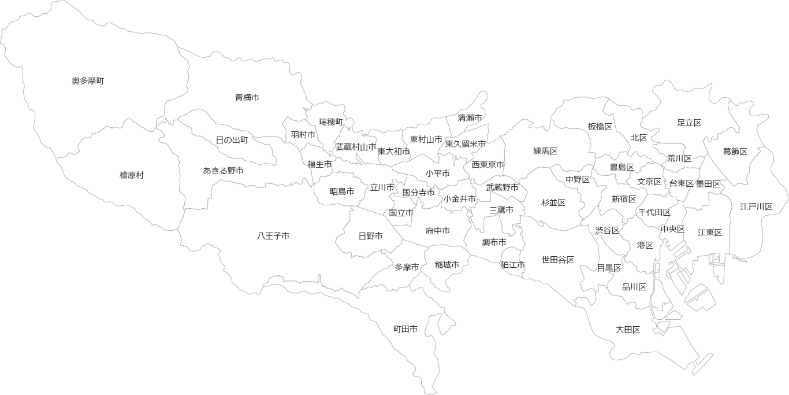 奥多摩町
青梅市
瑞穂町
清瀬市
足立区
板橋区
北区
羽村市
日の出町
武蔵村山市
東大和市
東村山市
東久留米市
練馬区
葛飾区
荒川区
檜原村
あきる野市
福生市
西東京市
豊島区
小平市
中野区
文京区
台東区
墨田区
昭島市
立川市
国分寺市
武蔵野市
小金井市
杉並区
新宿区
江戸川区
国立市
三鷹市
千代田区
八王子市
日野市
府中市
渋谷区
中央区
江東区
調布市
港区
多摩市
稲城市
狛江市
世田谷区
目黒区
品川区
町田市
大田区